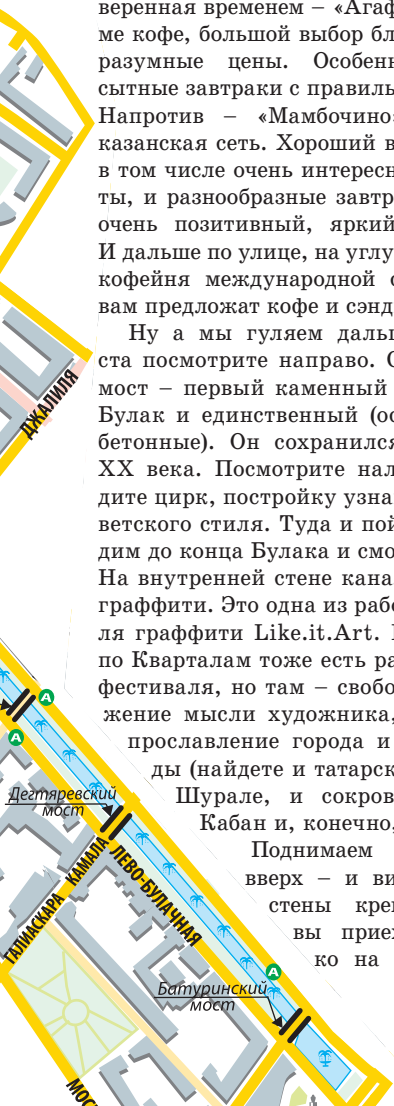 веренная временем – «Агаф
ме кофе, большой выбор бл
разумные цены. Особенн
сытные завтраки с правиль
Напротив – «Мамбочино»
казанская сеть. Хороший в
в том числе очень интересн
ты, и разнообразные завтр
очень позитивный, яркий
И дальше по улице, на углу
кофейня международной с
вам предложат кофе и сэнд
Ну а мы гуляем даль
ста посмотрите направо. С
мост – первый каменный
Булак и единственный (ос
бетонные). Он сохранился
XX века. Посмотрите нал
дите цирк, постройку узна
ветского стиля. Туда и пой
дим до конца Булака и смо
На внутренней стене кана
граффити. Это одна из рабо
ля граффити Like.it.Art. 
по Кварталам тоже есть ра
фестиваля, но там – свобо
жение мысли художника,
прославление города и
ды (найдете и татарск
Шурале, и сокров
Кабан и, конечно,
Поднимаем
вверх – и ви
стены крем
вы приех
ко на
ДЖАЛИЛЯ
А
А
Дегтяревский
мост
ГАЛИАСКАРА КАМАЛА
ЛЕВО-БУЛАЧНАЯ
А
Батуринский
мост
МОС